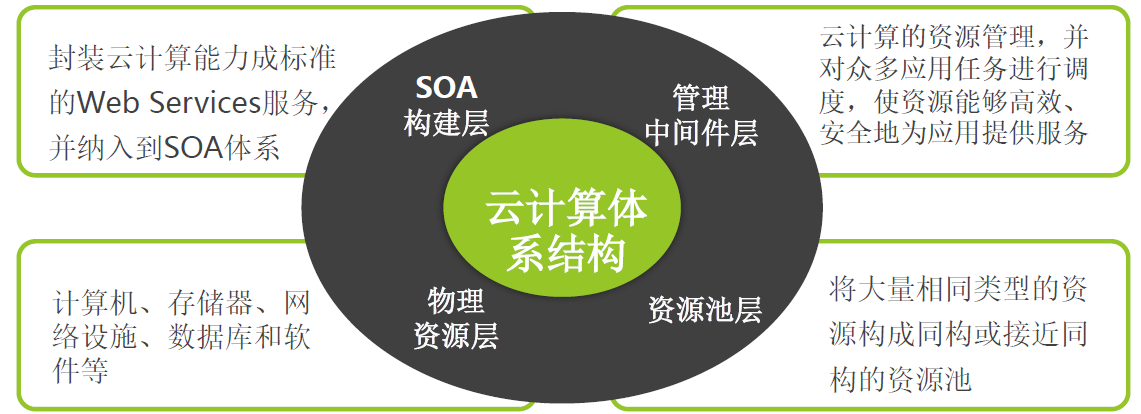 封装云计算能力成标准
的Web Services服务，
并纳入到SOA体系
SOA
构建层
管理
中间件层
云计算的资源管理，并
对众多应用任务进行调
度，使资源能够高效、
安全地为应用提供服务
云计算体
系结构
计算机、存储器、网
络设施、数据库和软
件等
物理
资源层
资源池层
将大量相同类型的资
源构成同构或接近同
构的资源池